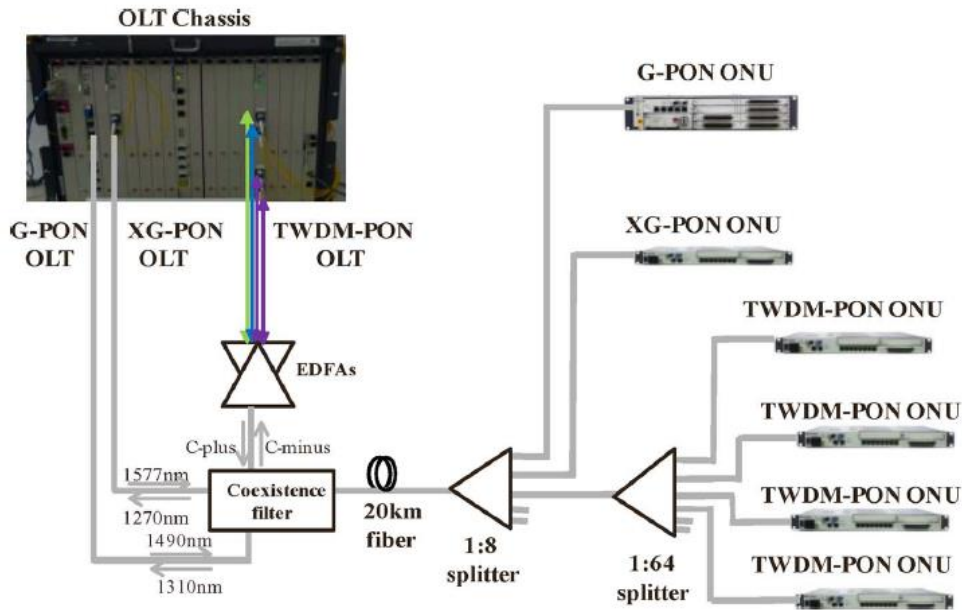 OLT Chassis
G-PON ONU
XG-PON ONU
G-PON
OLT
XG-PON
OLT
TWDM-PON
OLT
TWDM-PON ONU
EDFAs
TWDM-PON ONU
C-plus
C-minus
1577nm
1270nm
Coexistence
filter
20km
fiber
TWDM-PON ONU
1490nm
1310nm
1:8
splitter
1:64
splitter
TWDM-PON ONU